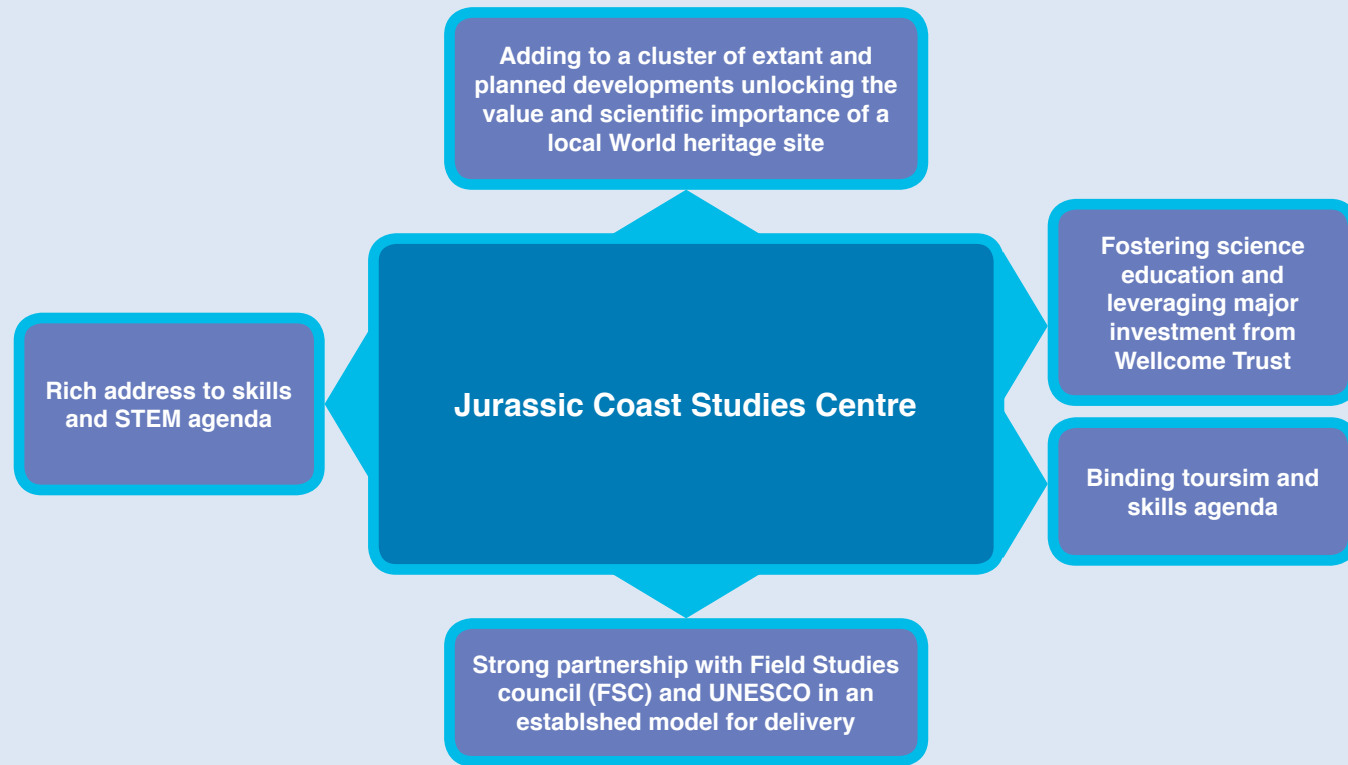 Adding to a cluster of extant and
planned developments unlocking the
value and scientific importance of a
local World heritage site
Fostering science
education and
leveraging major
investment from
Wellcome Trust
Rich address to skills
and STEM agenda
Jurassic Coast Studies Centre
Binding toursim and
skills agenda
Strong partnership with Field Studies
council (FSC) and UNESCO in an
establshed model for delivery